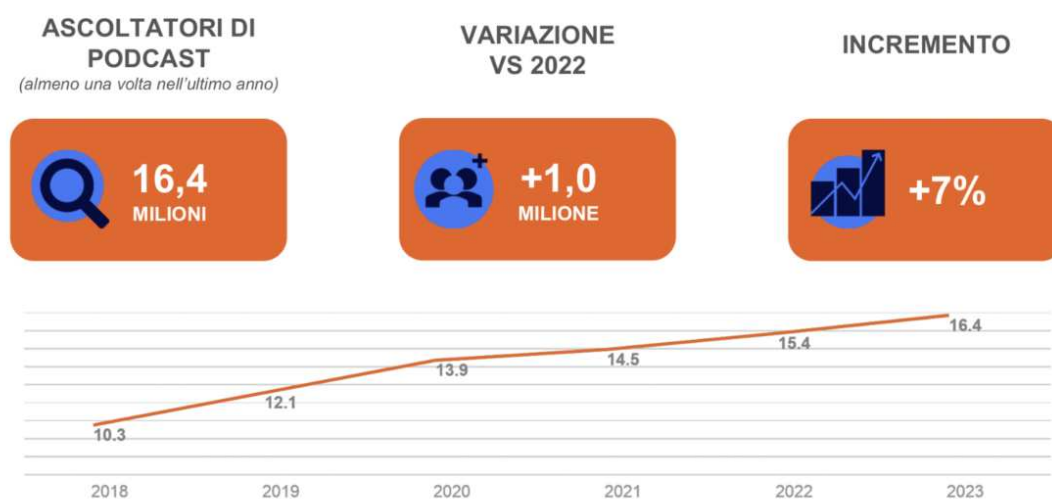 ASCOLTATORI DI
PODCAST
(almeno una volta nell'ultimo anno)
VARIAZIONE
VS 2022
INCREMENTO
16,4
MILIONI
+1,0
MILIONE
+7%
10.3
12.1
13.9
14.5
15.4
16.4
2018
2019
2020
2021
2022
2023